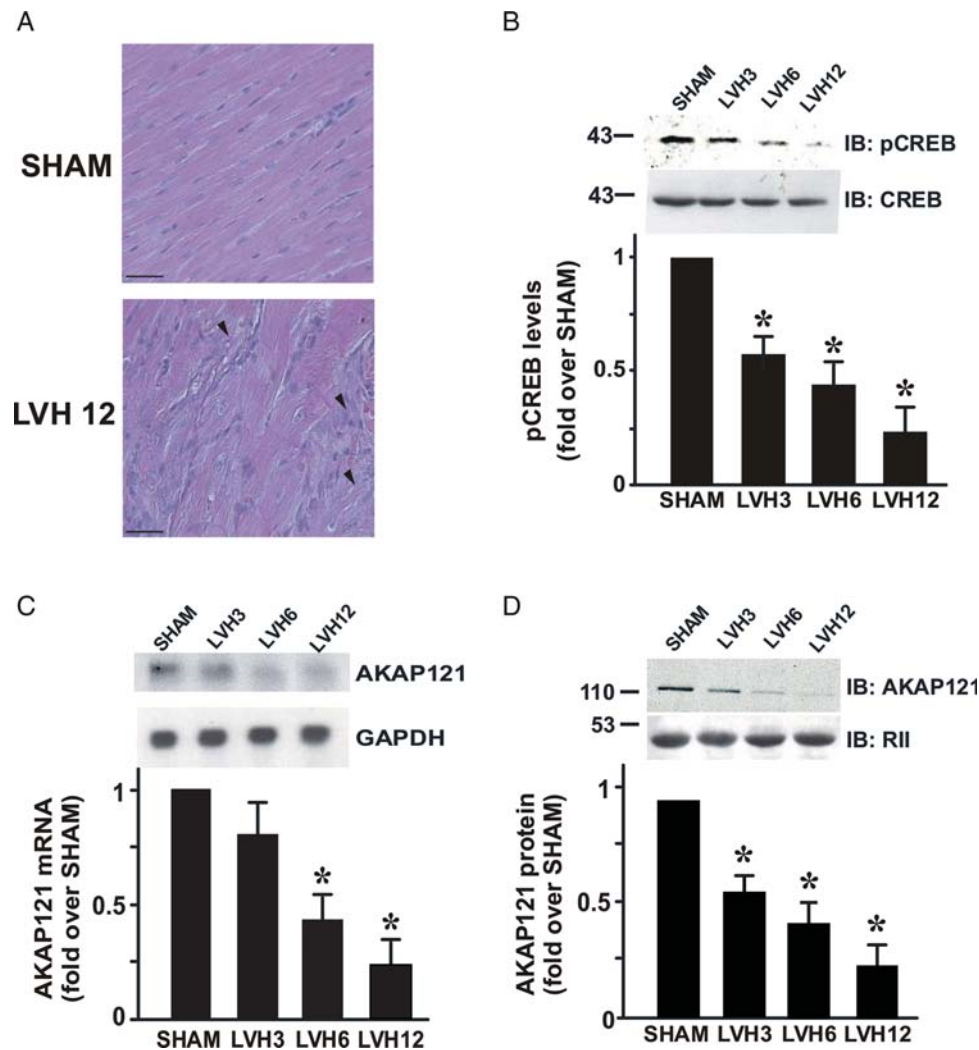 A
SHAM
LVH 12
B
SHAM LVH3 LVH6 LVH12
43
IB: pCREB
43
IB: CREB
pCREB levels
(fold over SHAM)
1
0.5
0
* * *
SHAM LVH3 LVH6 LVH12
C
SHAM LVH3 LVH6 LVH12
AKAP121
GAPDH
AKAP121 mRNA
(fold over SHAM)
1
0.5
0
* *
SHAM LVH3 LVH6 LVH12
D
SHAM LVH3 LVH6 LVH12
110
IB: AKAP121
53
IB: RII
AKAP121 protein
(fold over SHAM)
1
0.5
0
* * *
SHAM LVH3 LVH6 LVH12